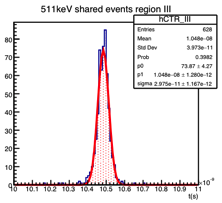 511keV shared events region III
hCTR_III
Entries 628
Mean 1.048e-08
Std Dev 3.973e-11
Prob 0.3982
p0 73.87 ± 4.27
p1 1.048e-08 ± 1.280e-12
sigma 2.975e-11 ± 1.167e-12
80
70
60
50
40
30
20
10
0
10 10.1 10.2 10.3 10.4 10.5 10.6 10.7 10.8 10.9 11
×10⁻⁹
t(s)